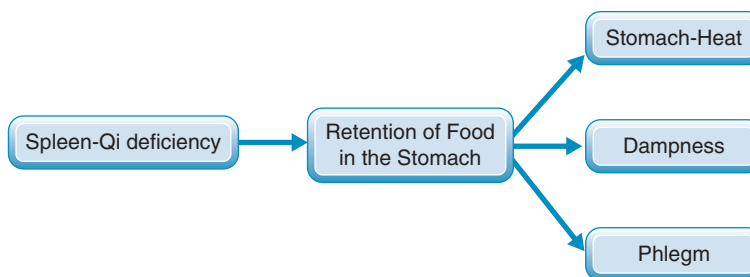 Spleen-Qi deficiency
Retention of Food
in the Stomach
Stomach-Heat
Dampness
Phlegm